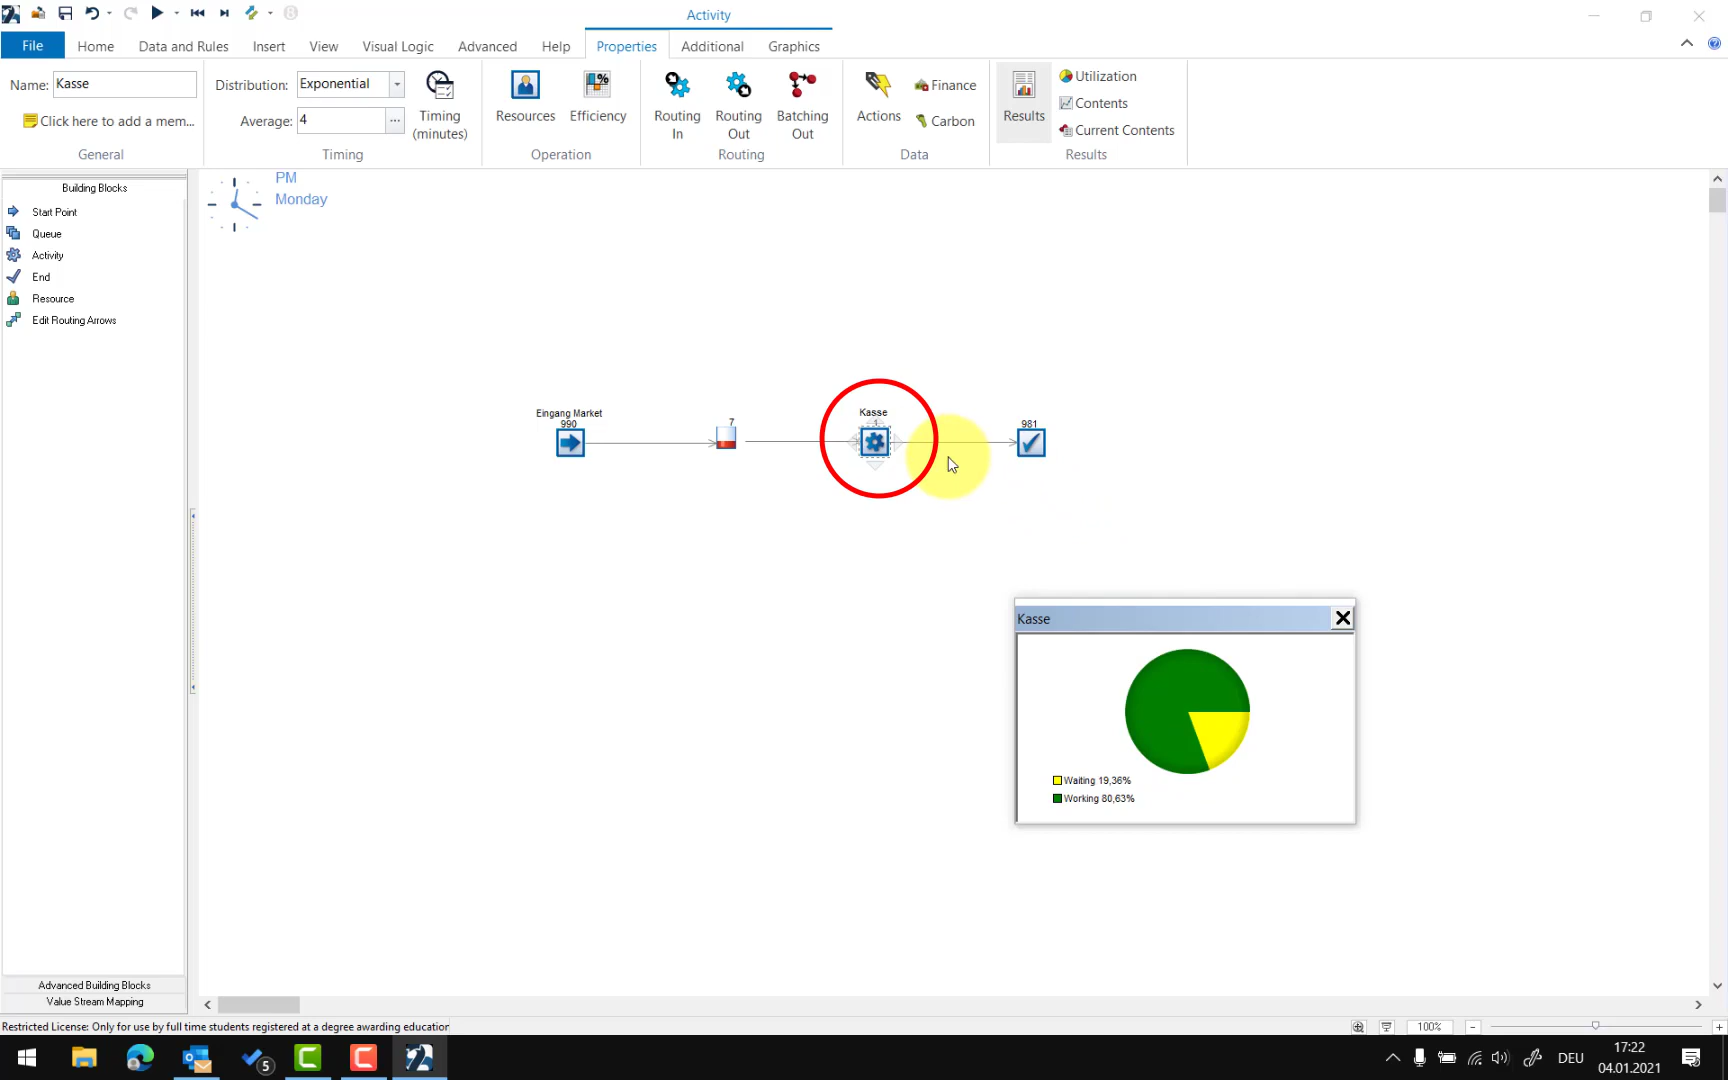 Activity
File
Home
Data and Rules
Insert
View
Visual Logic
Advanced
Help
Properties
Additional
Graphics
Name: Kasse
Click here to add a mem...
General
Distribution: Exponential
Average: 4
Timing
(minutes)
Timing
Resources
Efficiency
Operation
Routing
In
Routing
Out
Batching
Out
Routing
Actions
Finance
Carbon
Data
Results
Utilization
Contents
Current Contents
Results
Building Blocks
Start Point
Queue
Activity
End
Resource
Edit Routing Arrows
Advanced Building Blocks
Value Stream Mapping
PM
Monday
Eingang Market
990
7
Kasse
1
981
Kasse
Waiting 19,36%
Working 80,63%
Restricted License: Only for use by full time students registered at a degree awarding education
100%
5
DEU
17:22
04.01.2021